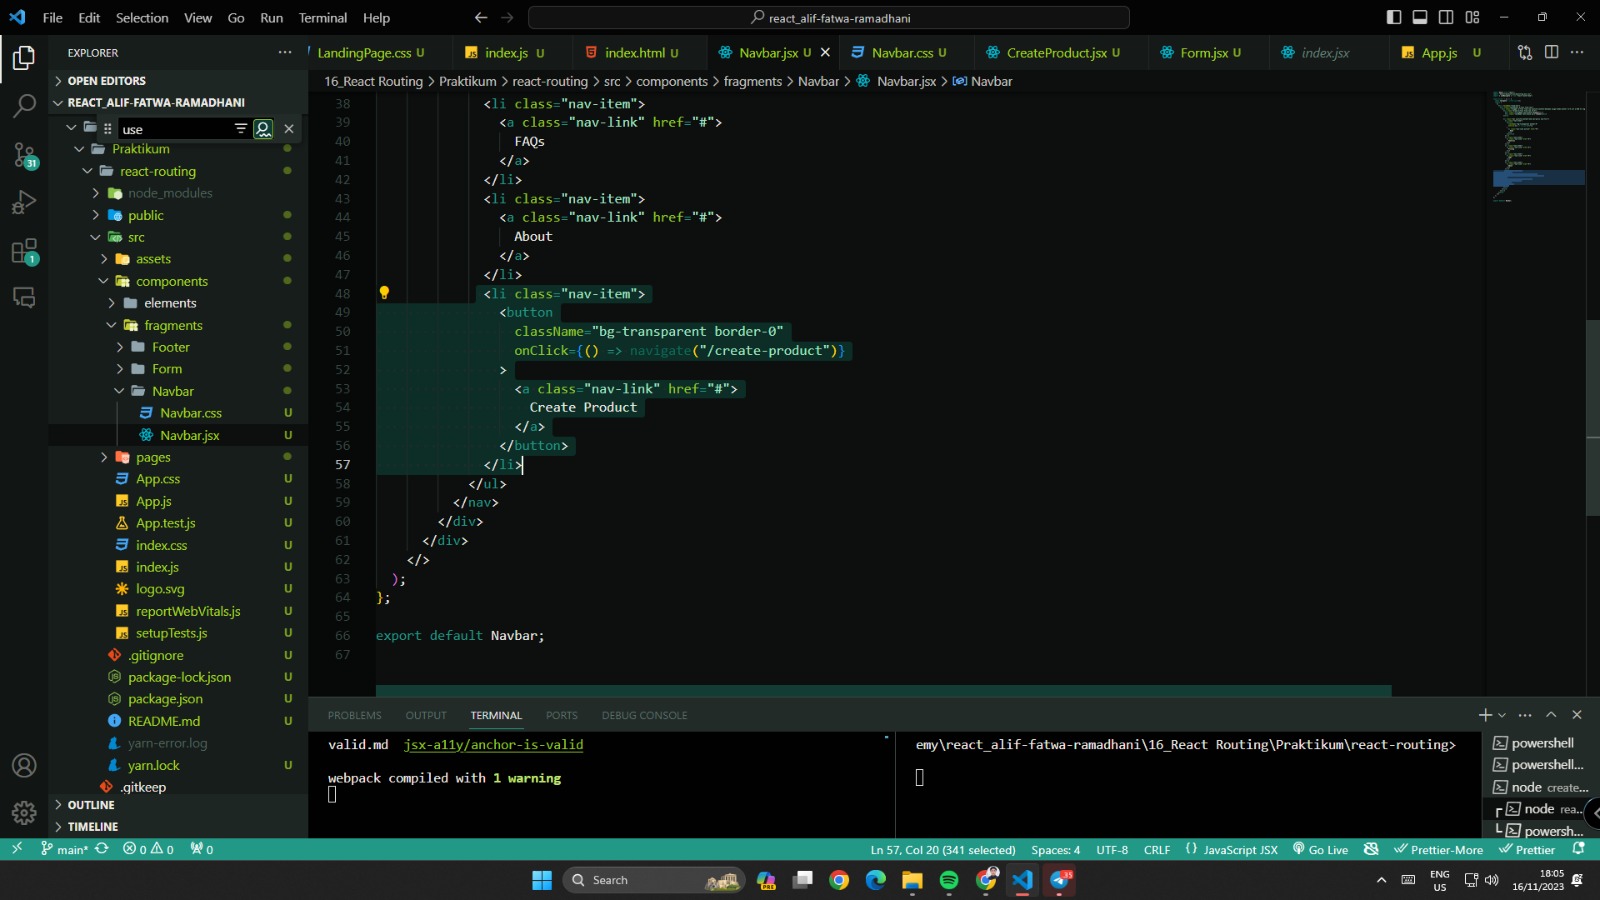 File Edit Selection View Go Run Terminal Help
react_alif-fatwa-ramadhani
EXPLORER
LandingPage.css U
index.js U
index.html U
Navbar.jsx U
Navbar.css U
CreateProduct.jsx U
Form.jsx U
index.jsx
App.js U
16_React Routing > Praktikum > react-routing > src > components > fragments > Navbar > Navbar.jsx > Navbar
OPEN EDITORS
REACT_ALIF-FATWA-RAMADHANI
use
Praktikum
react-routing
node_modules
public
src
assets
components
elements
fragments
Footer
Form
Navbar
Navbar.css U
Navbar.jsx U
pages
App.css U
App.js U
App.test.js U
index.css U
index.js U
logo.svg U
reportWebVitals.js U
setupTests.js U
.gitignore U
package-lock.json U
package.json U
README.md U
yarn-error.log
yarn.lock U
.gitkeep
OUTLINE
TIMELINE
31
1
38 <li class="nav-item">
39 <a class="nav-link" href="#">
40 FAQs
41 </a>
42 </li>
43 <li class="nav-item">
44 <a class="nav-link" href="#">
45 About
46 </a>
47 </li>
48 <li class="nav-item">
49 <button
50 className="bg-transparent border-0"
51 onClick={() => navigate("/create-product")}
52 >
53 <a class="nav-link" href="#">
54 Create Product
55 </a>
56 </button>
57 </li>
58 </ul>
59 </nav>
60 </div>
61 </div>
62 </>
63 );
64 };
65
66 export default Navbar;
67
PROBLEMS OUTPUT TERMINAL PORTS DEBUG CONSOLE
valid.md jsx-a11y/anchor-is-valid
webpack compiled with 1 warning
emy\react_alif-fatwa-ramadhani\16_React Routing\Praktikum\react-routing>
powershell
powershell...
node create...
node rea...
powersh...
main* 0 0 0
Ln 57, Col 20 (341 selected) Spaces: 4 UTF-8 CRLF {} JavaScript JSX Go Live Prettier-More Prettier
Search
PRE
35
ENG
US
18:05
16/11/2023